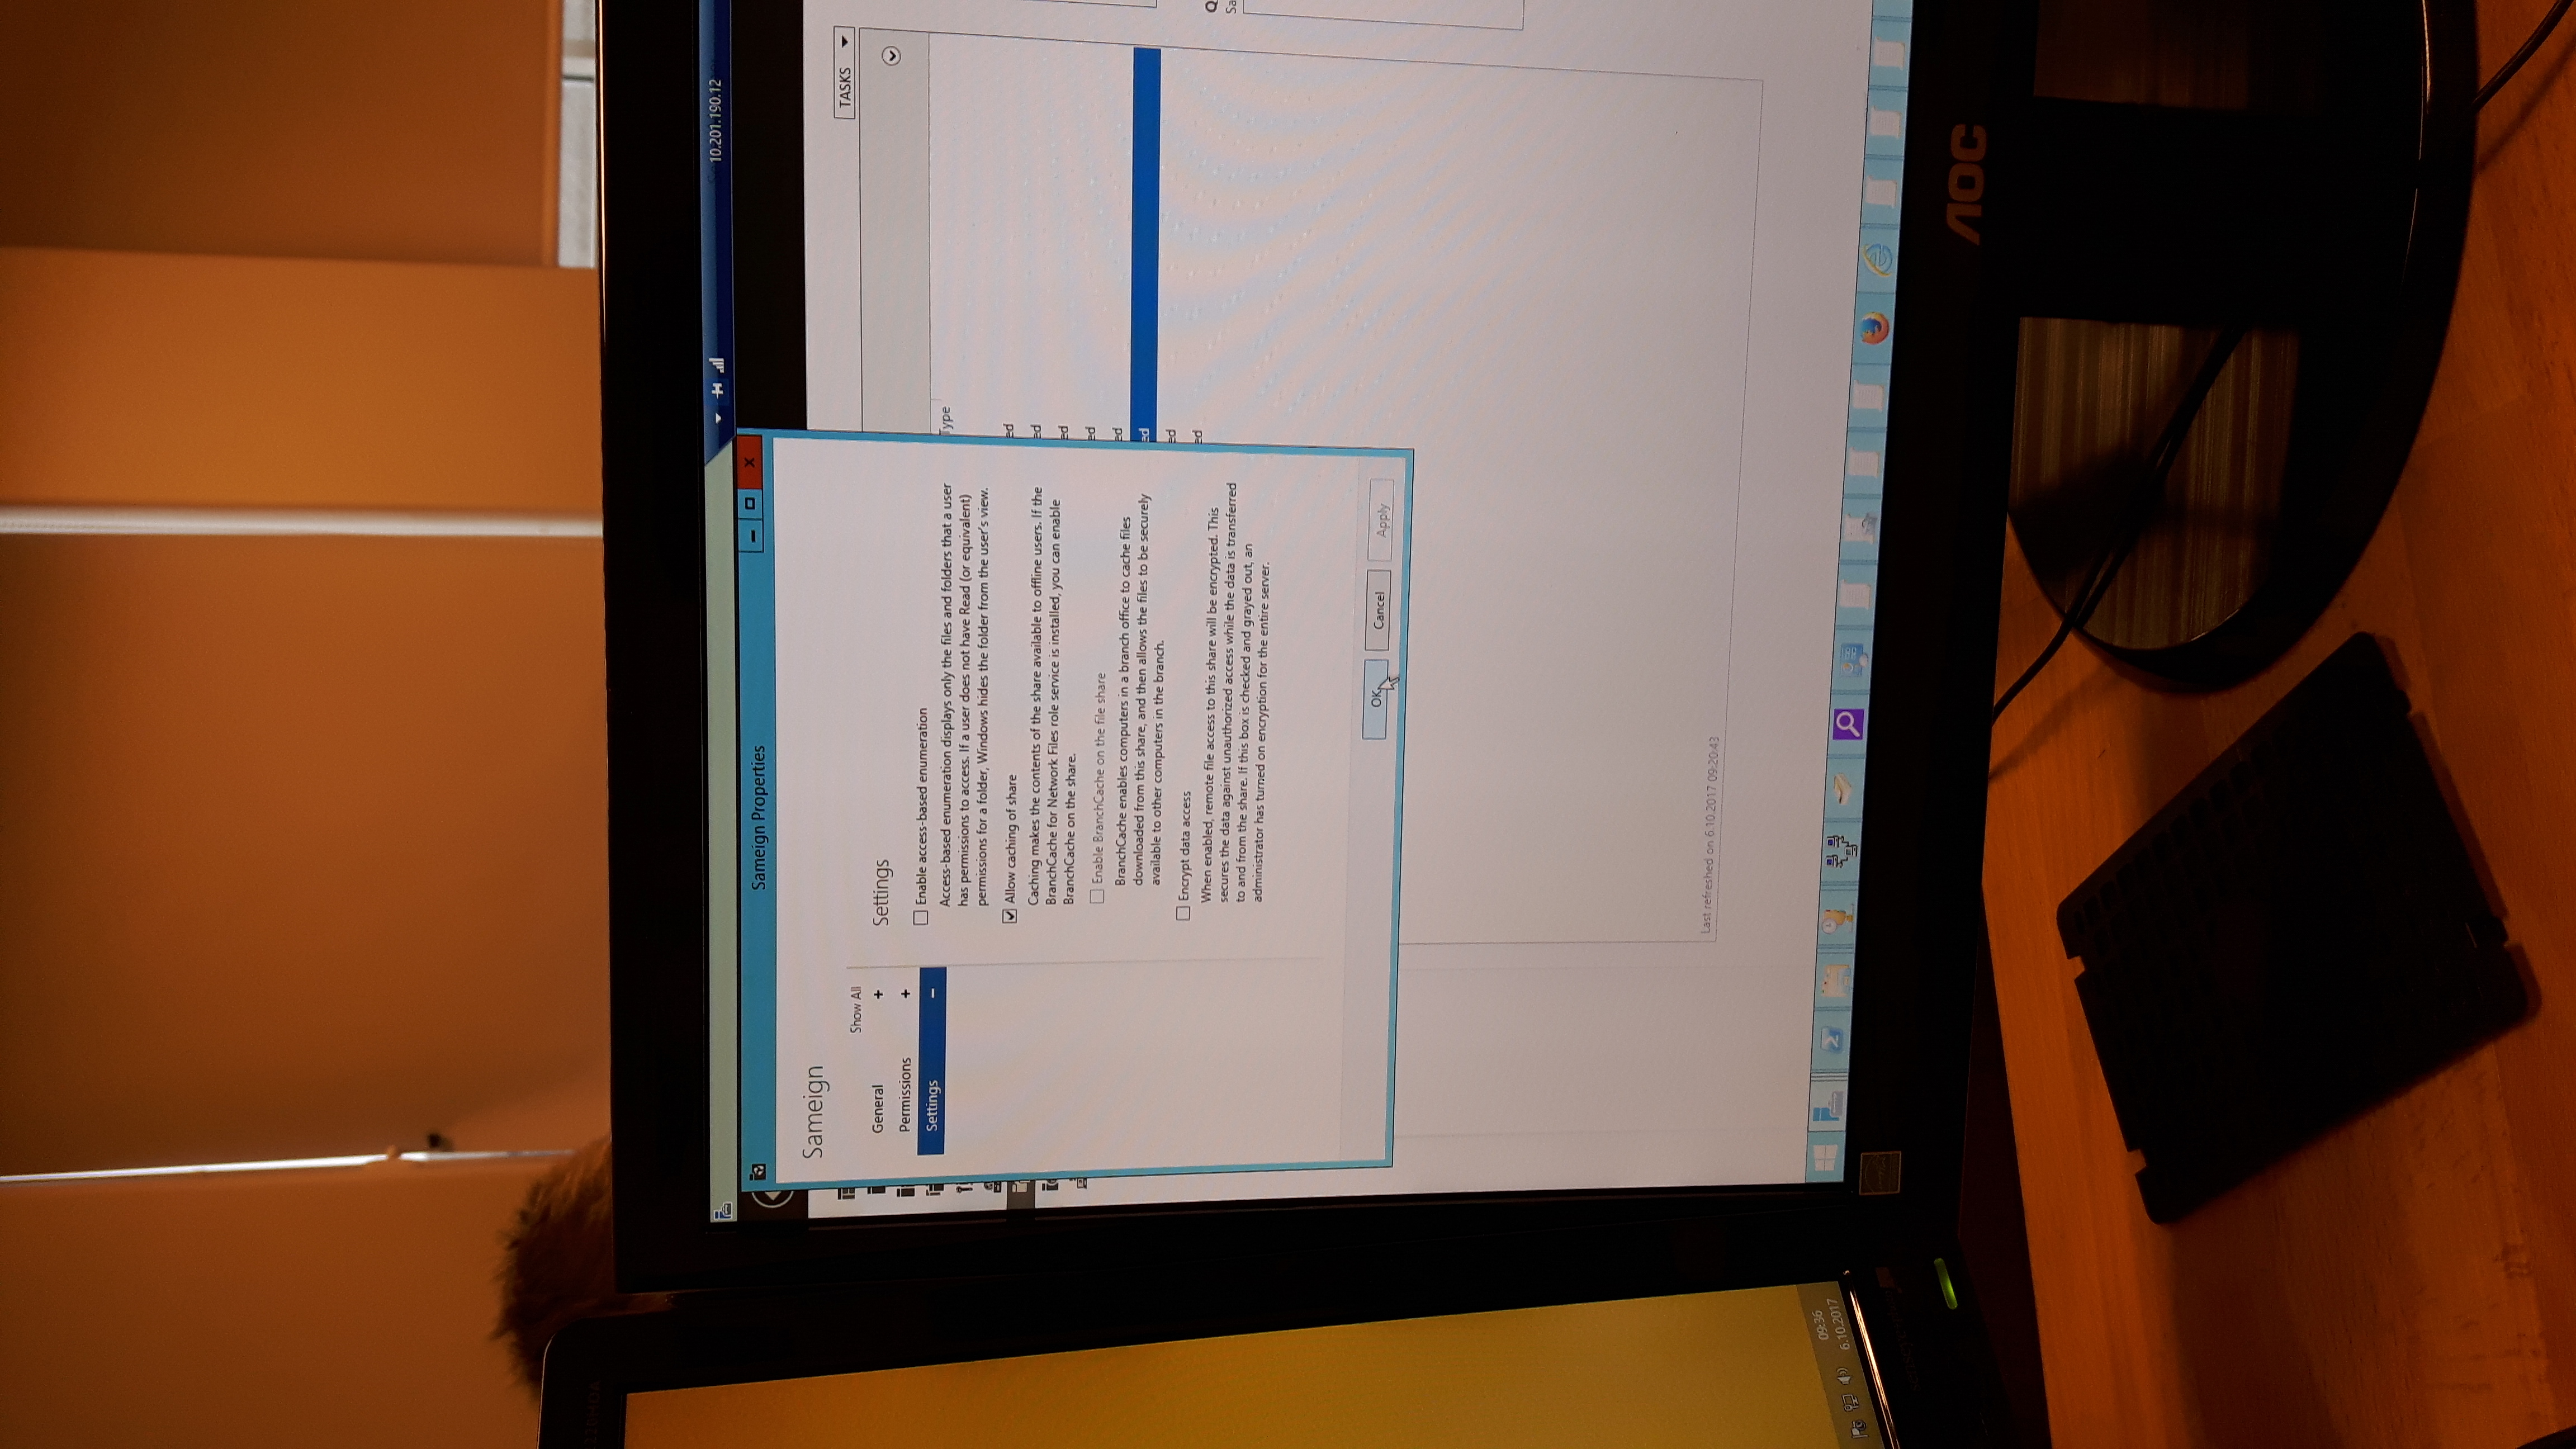 10.201.190.12
Sameign Properties
X
Sameign
Show All
General +
Permissions +
Settings −
Settings
Enable access-based enumeration
Access-based enumeration displays only the files and folders that a user
has permissions to access. If a user does not have Read (or equivalent)
permissions for a folder, Windows hides the folder from the user's view.
Allow caching of share
Caching makes the contents of the share available to offline users. If the
BranchCache for Network Files role service is installed, you can enable
BranchCache on the share.
Enable BranchCache on the file share
BranchCache enables computers in a branch office to cache files
downloaded from this share, and then allows the files to be securely
available to other computers in the branch.
Encrypt data access
When enabled, remote file access to this share will be encrypted. This
secures the data against unauthorized access while the data is transferred
to and from the share. If this box is checked and grayed out, an
administrator has turned on encryption for the entire server.
OK
Cancel
Apply
TASKS
Type
ed
ed
ed
ed
ed
ed
ed
ed
Q
Sa
Last refreshed on 6.10.2017 09:20:43
09:36
6.10.2017
AOC